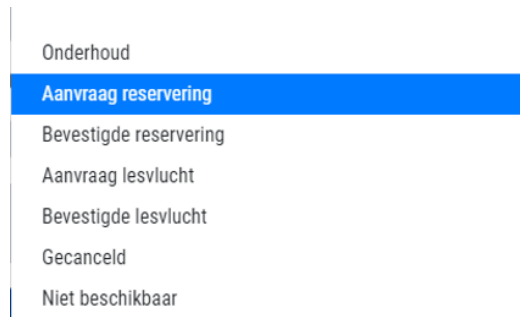 Onderhoud
Aanvraag reservering
Bevestigde reservering
Aanvraag lesvlucht
Bevestigde lesvlucht
Gecanceld
Niet beschikbaar